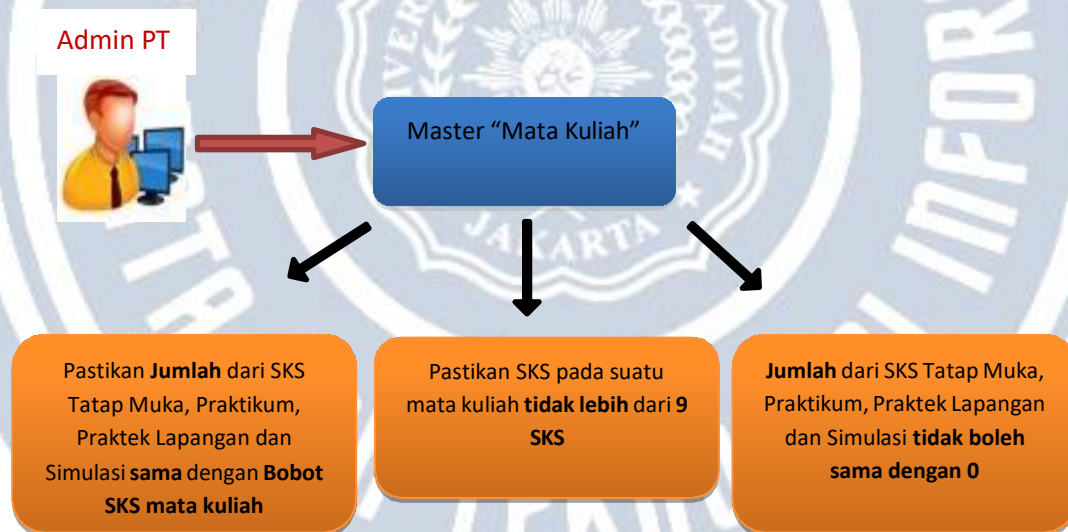 Admin PT
Master “Mata Kuliah”
Pastikan Jumlah dari SKS
Tatap Muka, Praktikum,
Praktek Lapangan dan
Simulasi sama dengan Bobot
SKS mata kuliah
Pastikan SKS pada suatu
mata kuliah tidak lebih dari 9
SKS
Jumlah dari SKS Tatap Muka,
Praktikum, Praktek Lapangan
dan Simulasi tidak boleh
sama dengan 0
JAKARTA